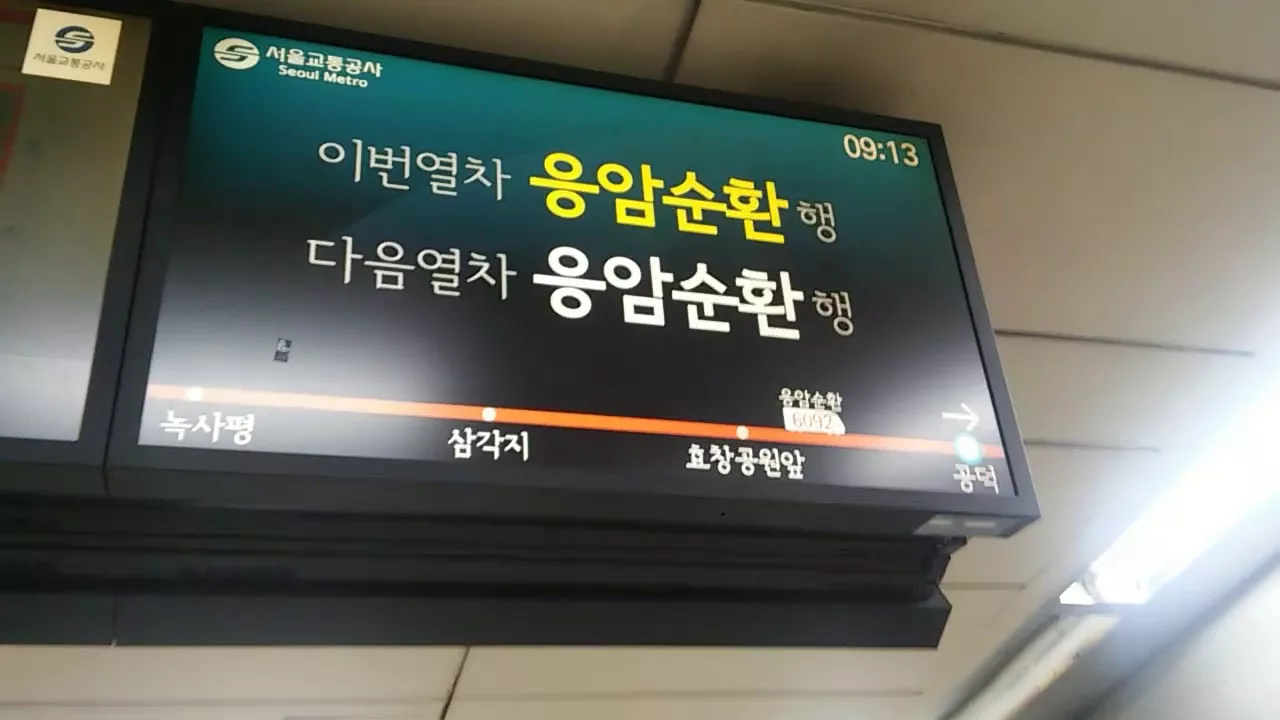 서울교통공사
서울교통공사
Seoul Metro
09:13
이번열차 응암순환 행
다음열차 응암순환 행
응암순환
6092
녹사평 삼각지 효창공원앞 공덕